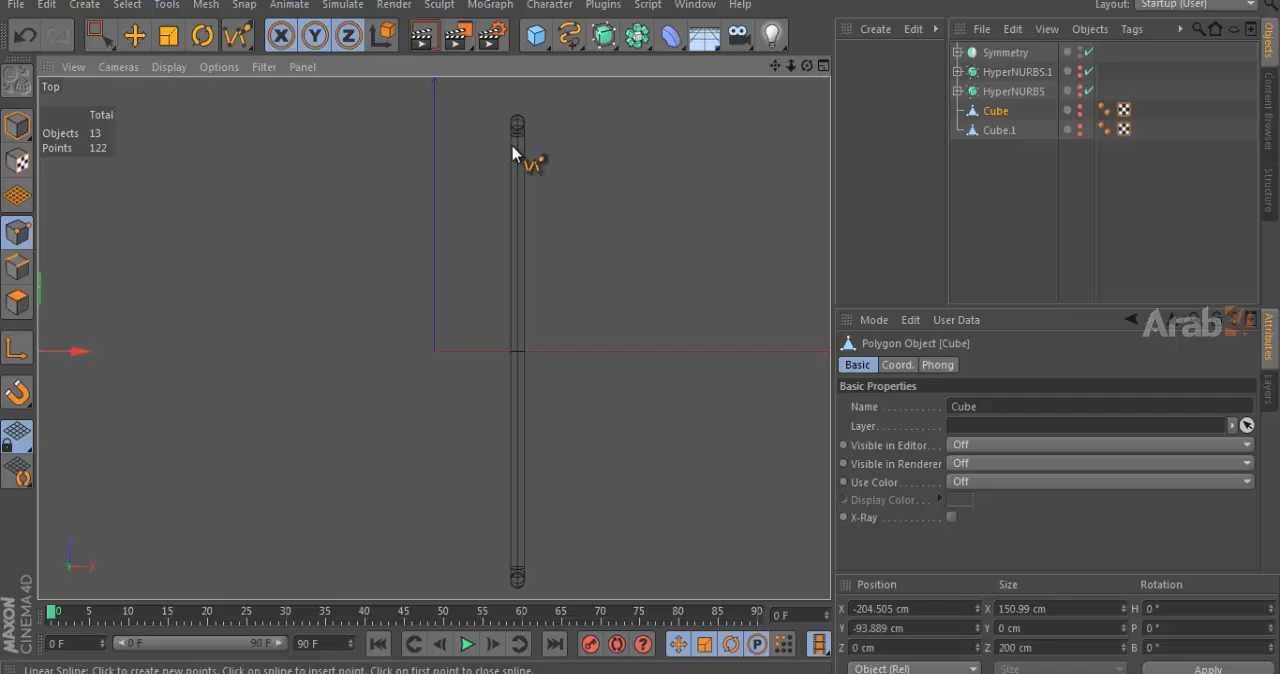 File Edit Create Select Tools Mesh Snap Animate Simulate Render Sculpt MoGraph Character Plugins Script Window Help
Layout: Startup (User)
Create Edit
File Edit View Objects Tags
View Cameras Display Options Filter Panel
Top
Total
Objects 13
Points 122
Symmetry
HyperNURBS.1
HyperNURBS
Cube
Cube.1
Objects
Content Browser
Structure
Mode Edit User Data
Arab
Polygon Object [Cube]
Basic Coord. Phong
Attributes
Layers
Basic Properties
Name Cube
Layer
Visible in Editor Off
Visible in Renderer Off
Use Color Off
Display Color
X-Ray
Position Size Rotation
X -204.505 cm X 150.99 cm H 0 °
Y -93.889 cm Y 0 cm P 0 °
Z 0 cm Z 200 cm B 0 °
Object (Rel) Size Apply
0 5 10 15 20 25 30 35 40 45 50 55 60 65 70 75 80 85 90 0 F
0 F 0 F 90 F 90 F
MAXON
CINEMA 4D
Linear Spline: Click to create new points. Click on spline to insert point. Click on first point to close spline.